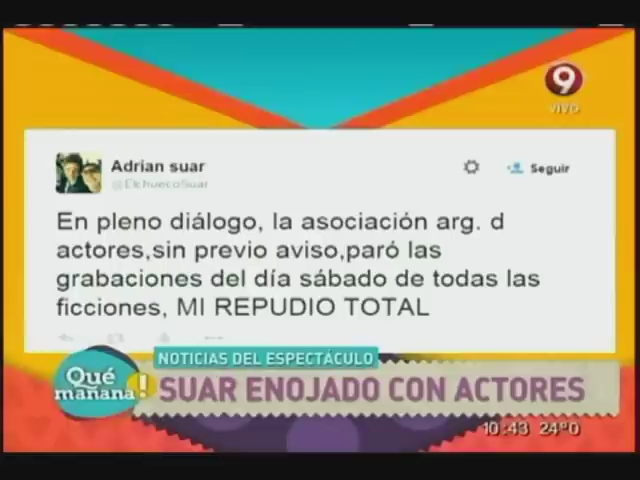 9
VIVO
Adrian suar
@ElchuecoSuar
Seguir
En pleno diálogo, la asociación arg. d
actores,sin previo aviso,paró las
grabaciones del día sábado de todas las
ficciones, MI REPUDIO TOTAL
NOTICIAS DEL ESPECTÁCULO
Qué mañana!
SUAR ENOJADO CON ACTORES
10:43 24°0